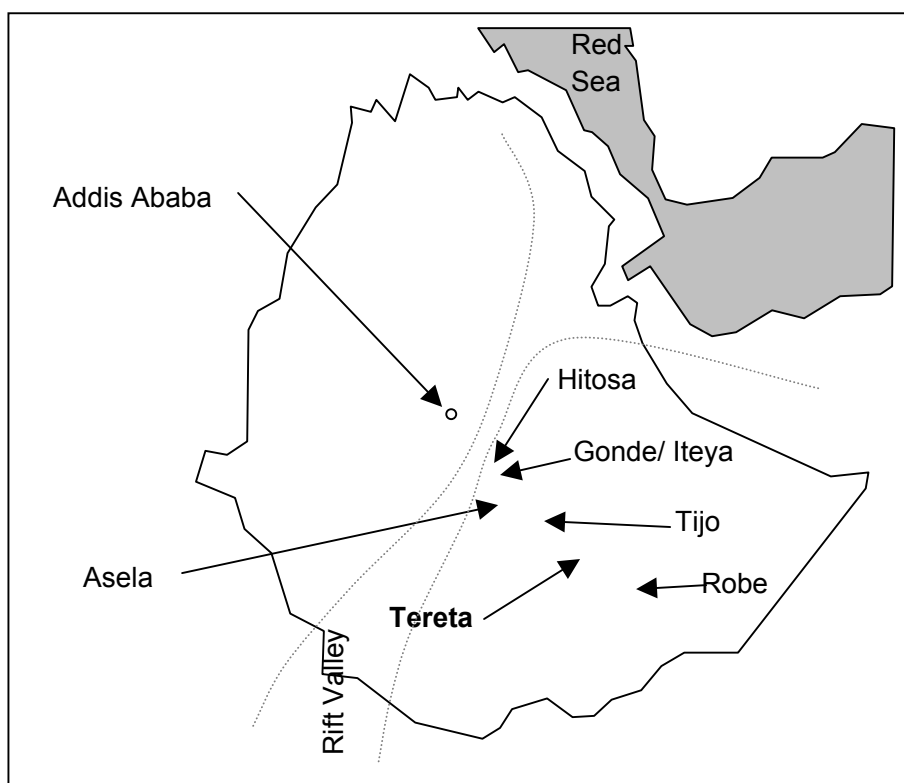 Red
Sea
Addis Ababa
Hitosa
Gonde/ Iteya
Tijo
Asela
Robe
Tereta
Rift Valley